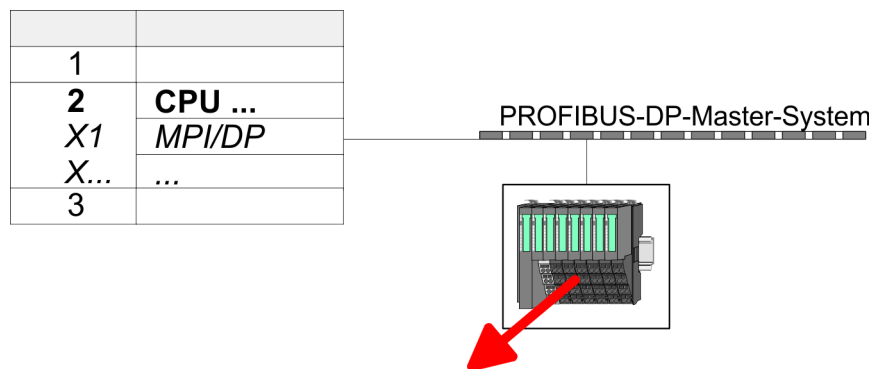 1
2 CPU ...
X1 MPI/DP
X... ...
3
PROFIBUS-DP-Master-System